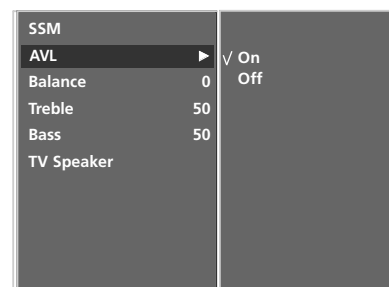 SSM
AVL ►
Balance 0
Treble 50
Bass 50
TV Speaker
√ On
Off